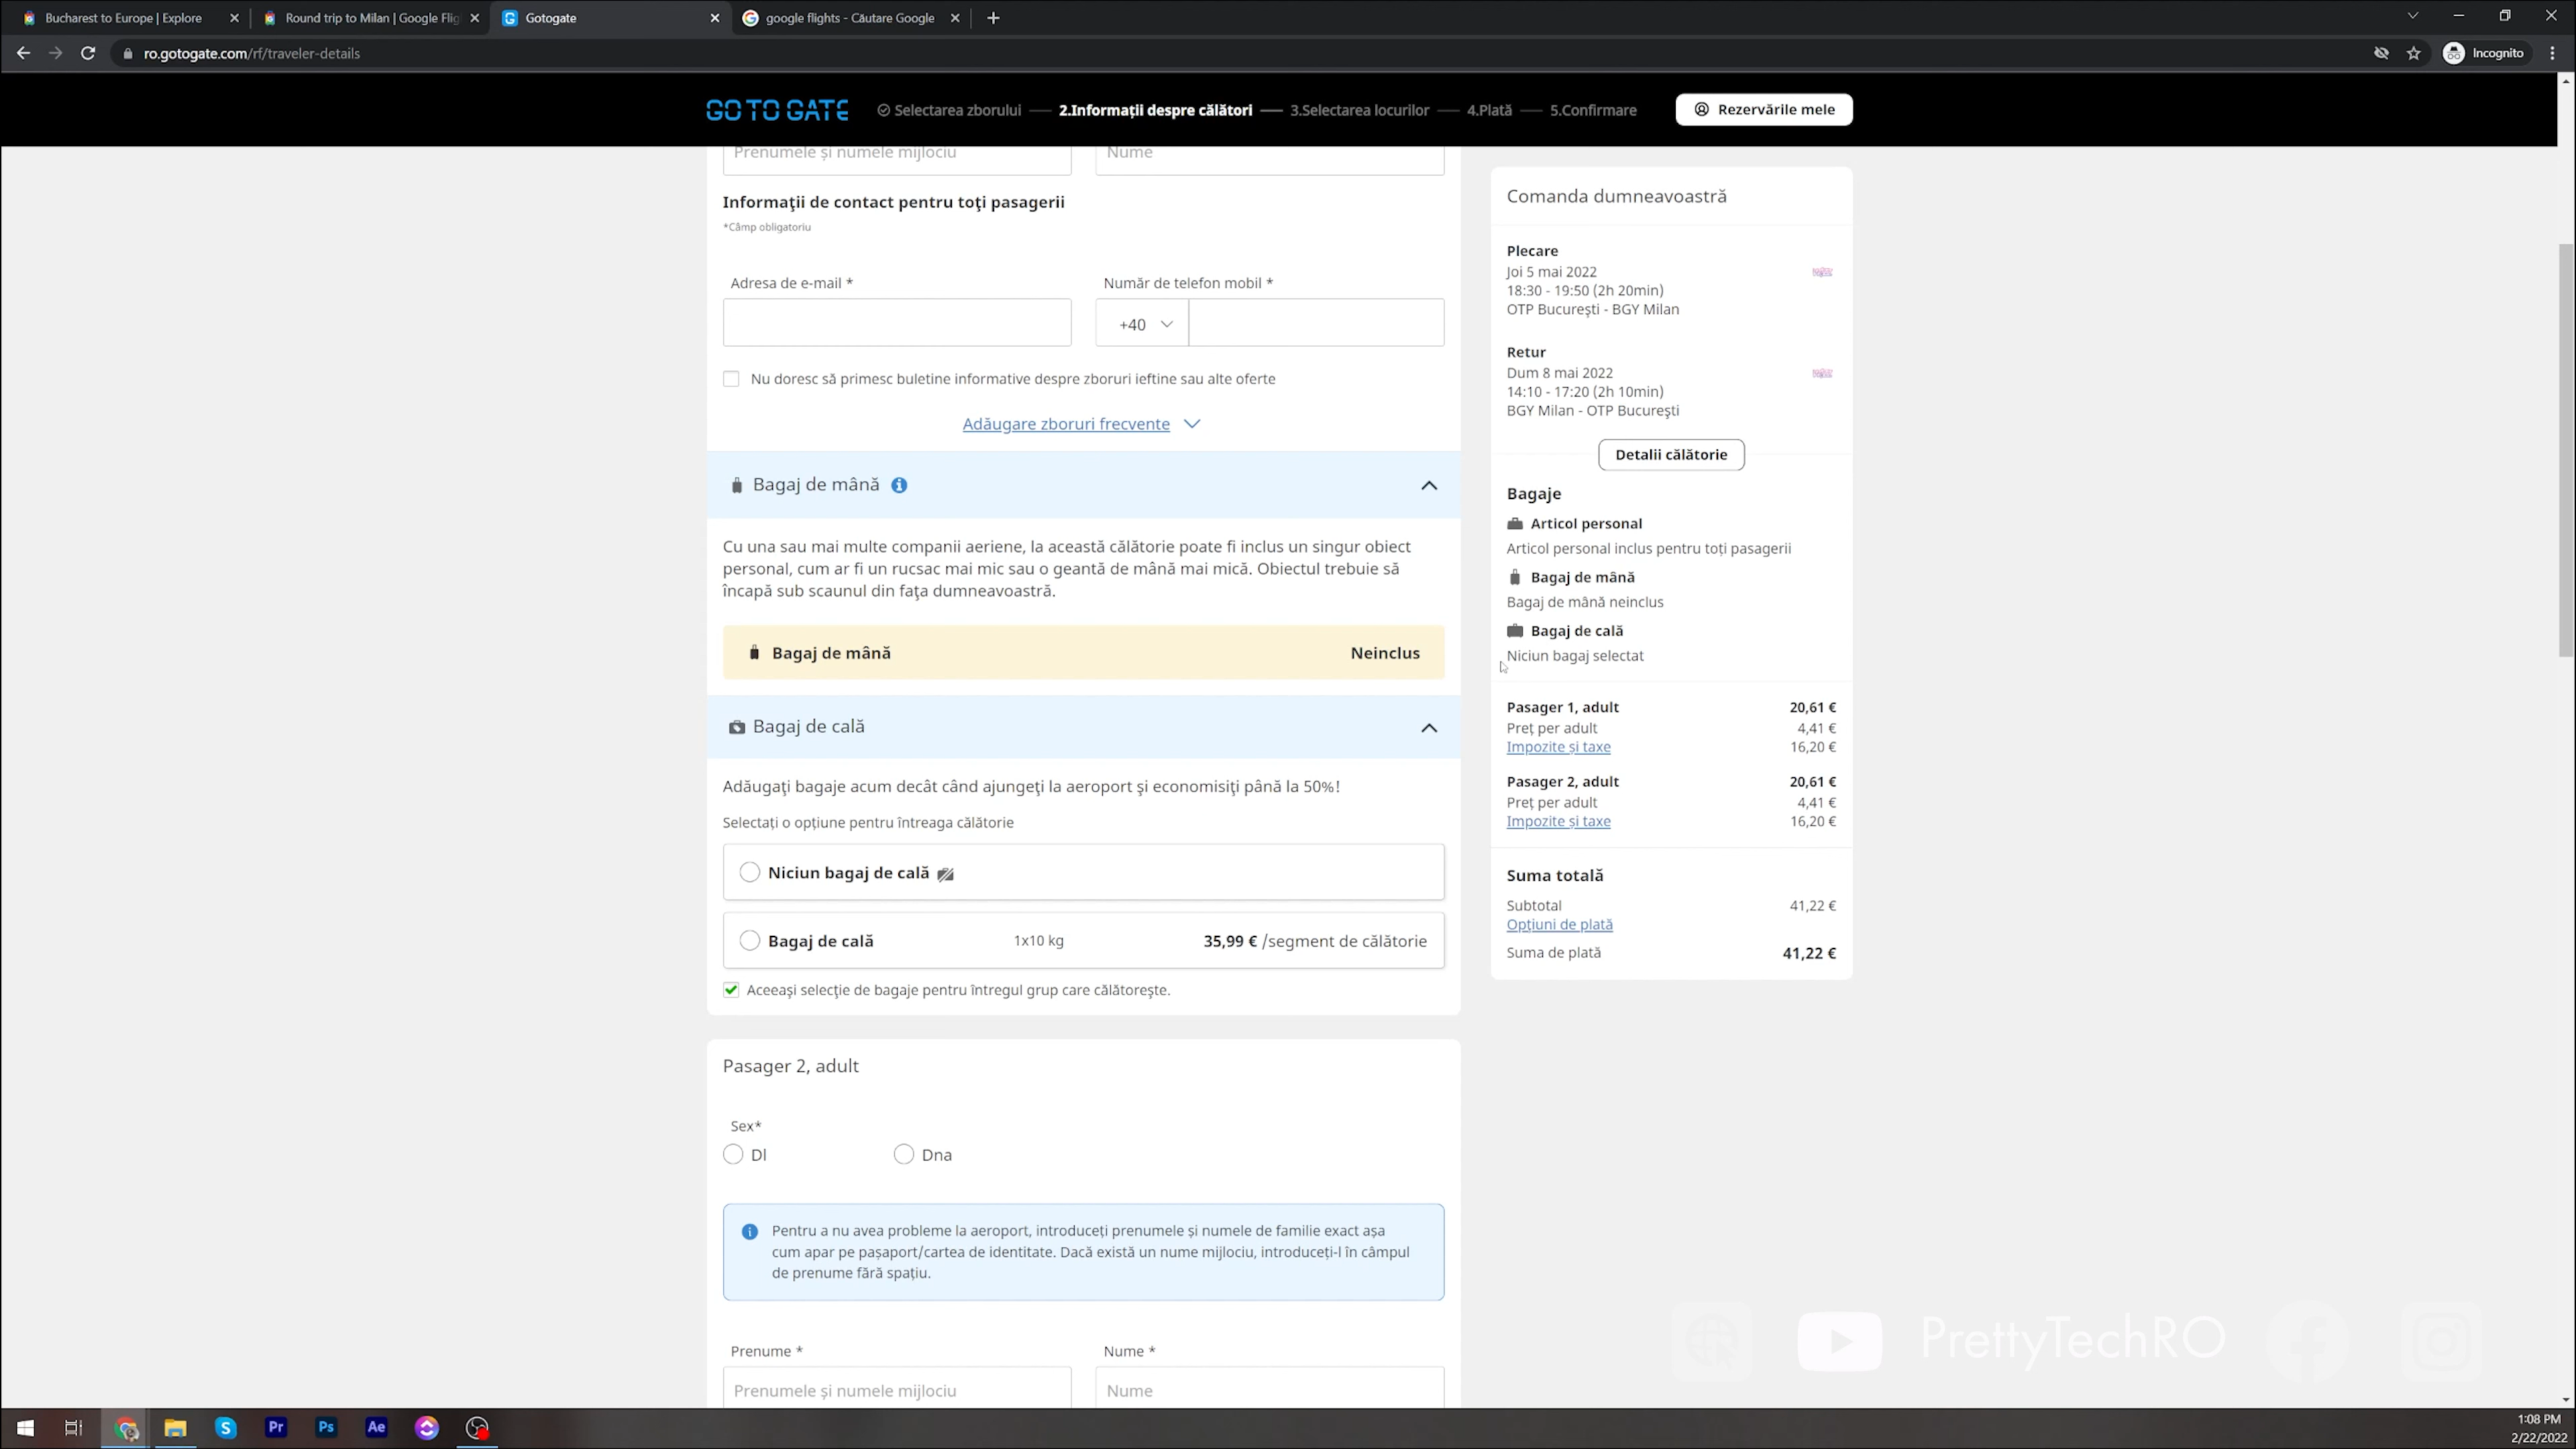 Bucharest to Europe | Explore
Round trip to Milan | Google Flig
Gotogate
google flights - Căutare Google
ro.gotogate.com/rf/traveler-details
Incognito
GO TO GATE
Selectarea zborului
2.Informații despre călători
3.Selectarea locurilor
4.Plată
5.Confirmare
Rezervările mele
Prenumele și numele mijlociu
Nume
Informaţii de contact pentru toţi pasagerii
*Câmp obligatoriu
Adresa de e-mail *
Număr de telefon mobil *
+40
Nu doresc să primesc buletine informative despre zboruri ieftine sau alte oferte
Adăugare zboruri frecvente
Bagaj de mână
Cu una sau mai multe companii aeriene, la această călătorie poate fi inclus un singur obiect
personal, cum ar fi un rucsac mai mic sau o geantă de mână mai mică. Obiectul trebuie să
încapă sub scaunul din faţa dumneavoastră.
Bagaj de mână
Neinclus
Bagaj de cală
Adăugaţi bagaje acum decât când ajungeţi la aeroport şi economisiţi până la 50%!
Selectați o opțiune pentru întreaga călătorie
Niciun bagaj de cală
Bagaj de cală
1x10 kg
35,99 € /segment de călătorie
Aceeaşi selecţie de bagaje pentru întregul grup care călătoreşte.
Pasager 2, adult
Sex*
Dl
Dna
Pentru a nu avea probleme la aeroport, introduceți prenumele și numele de familie exact așa
cum apar pe pașaport/cartea de identitate. Dacă există un nume mijlociu, introduceți-l în câmpul
de prenume fără spațiu.
Prenume *
Nume *
Prenumele și numele mijlociu
Nume
Comanda dumneavoastră
Plecare
Joi 5 mai 2022
18:30 - 19:50 (2h 20min)
OTP Bucureşti - BGY Milan
Retur
Dum 8 mai 2022
14:10 - 17:20 (2h 10min)
BGY Milan - OTP Bucureşti
Detalii călătorie
Bagaje
Articol personal
Articol personal inclus pentru toți pasagerii
Bagaj de mână
Bagaj de mână neinclus
Bagaj de cală
Niciun bagaj selectat
Pasager 1, adult 20,61 €
Preț per adult 4,41 €
Impozite și taxe 16,20 €
Pasager 2, adult 20,61 €
Preț per adult 4,41 €
Impozite și taxe 16,20 €
Suma totală
Subtotal 41,22 €
Opțiuni de plată
Suma de plată 41,22 €
PrettyTechRO
Pr
Ps
Ae
1:08 PM
2/22/2022